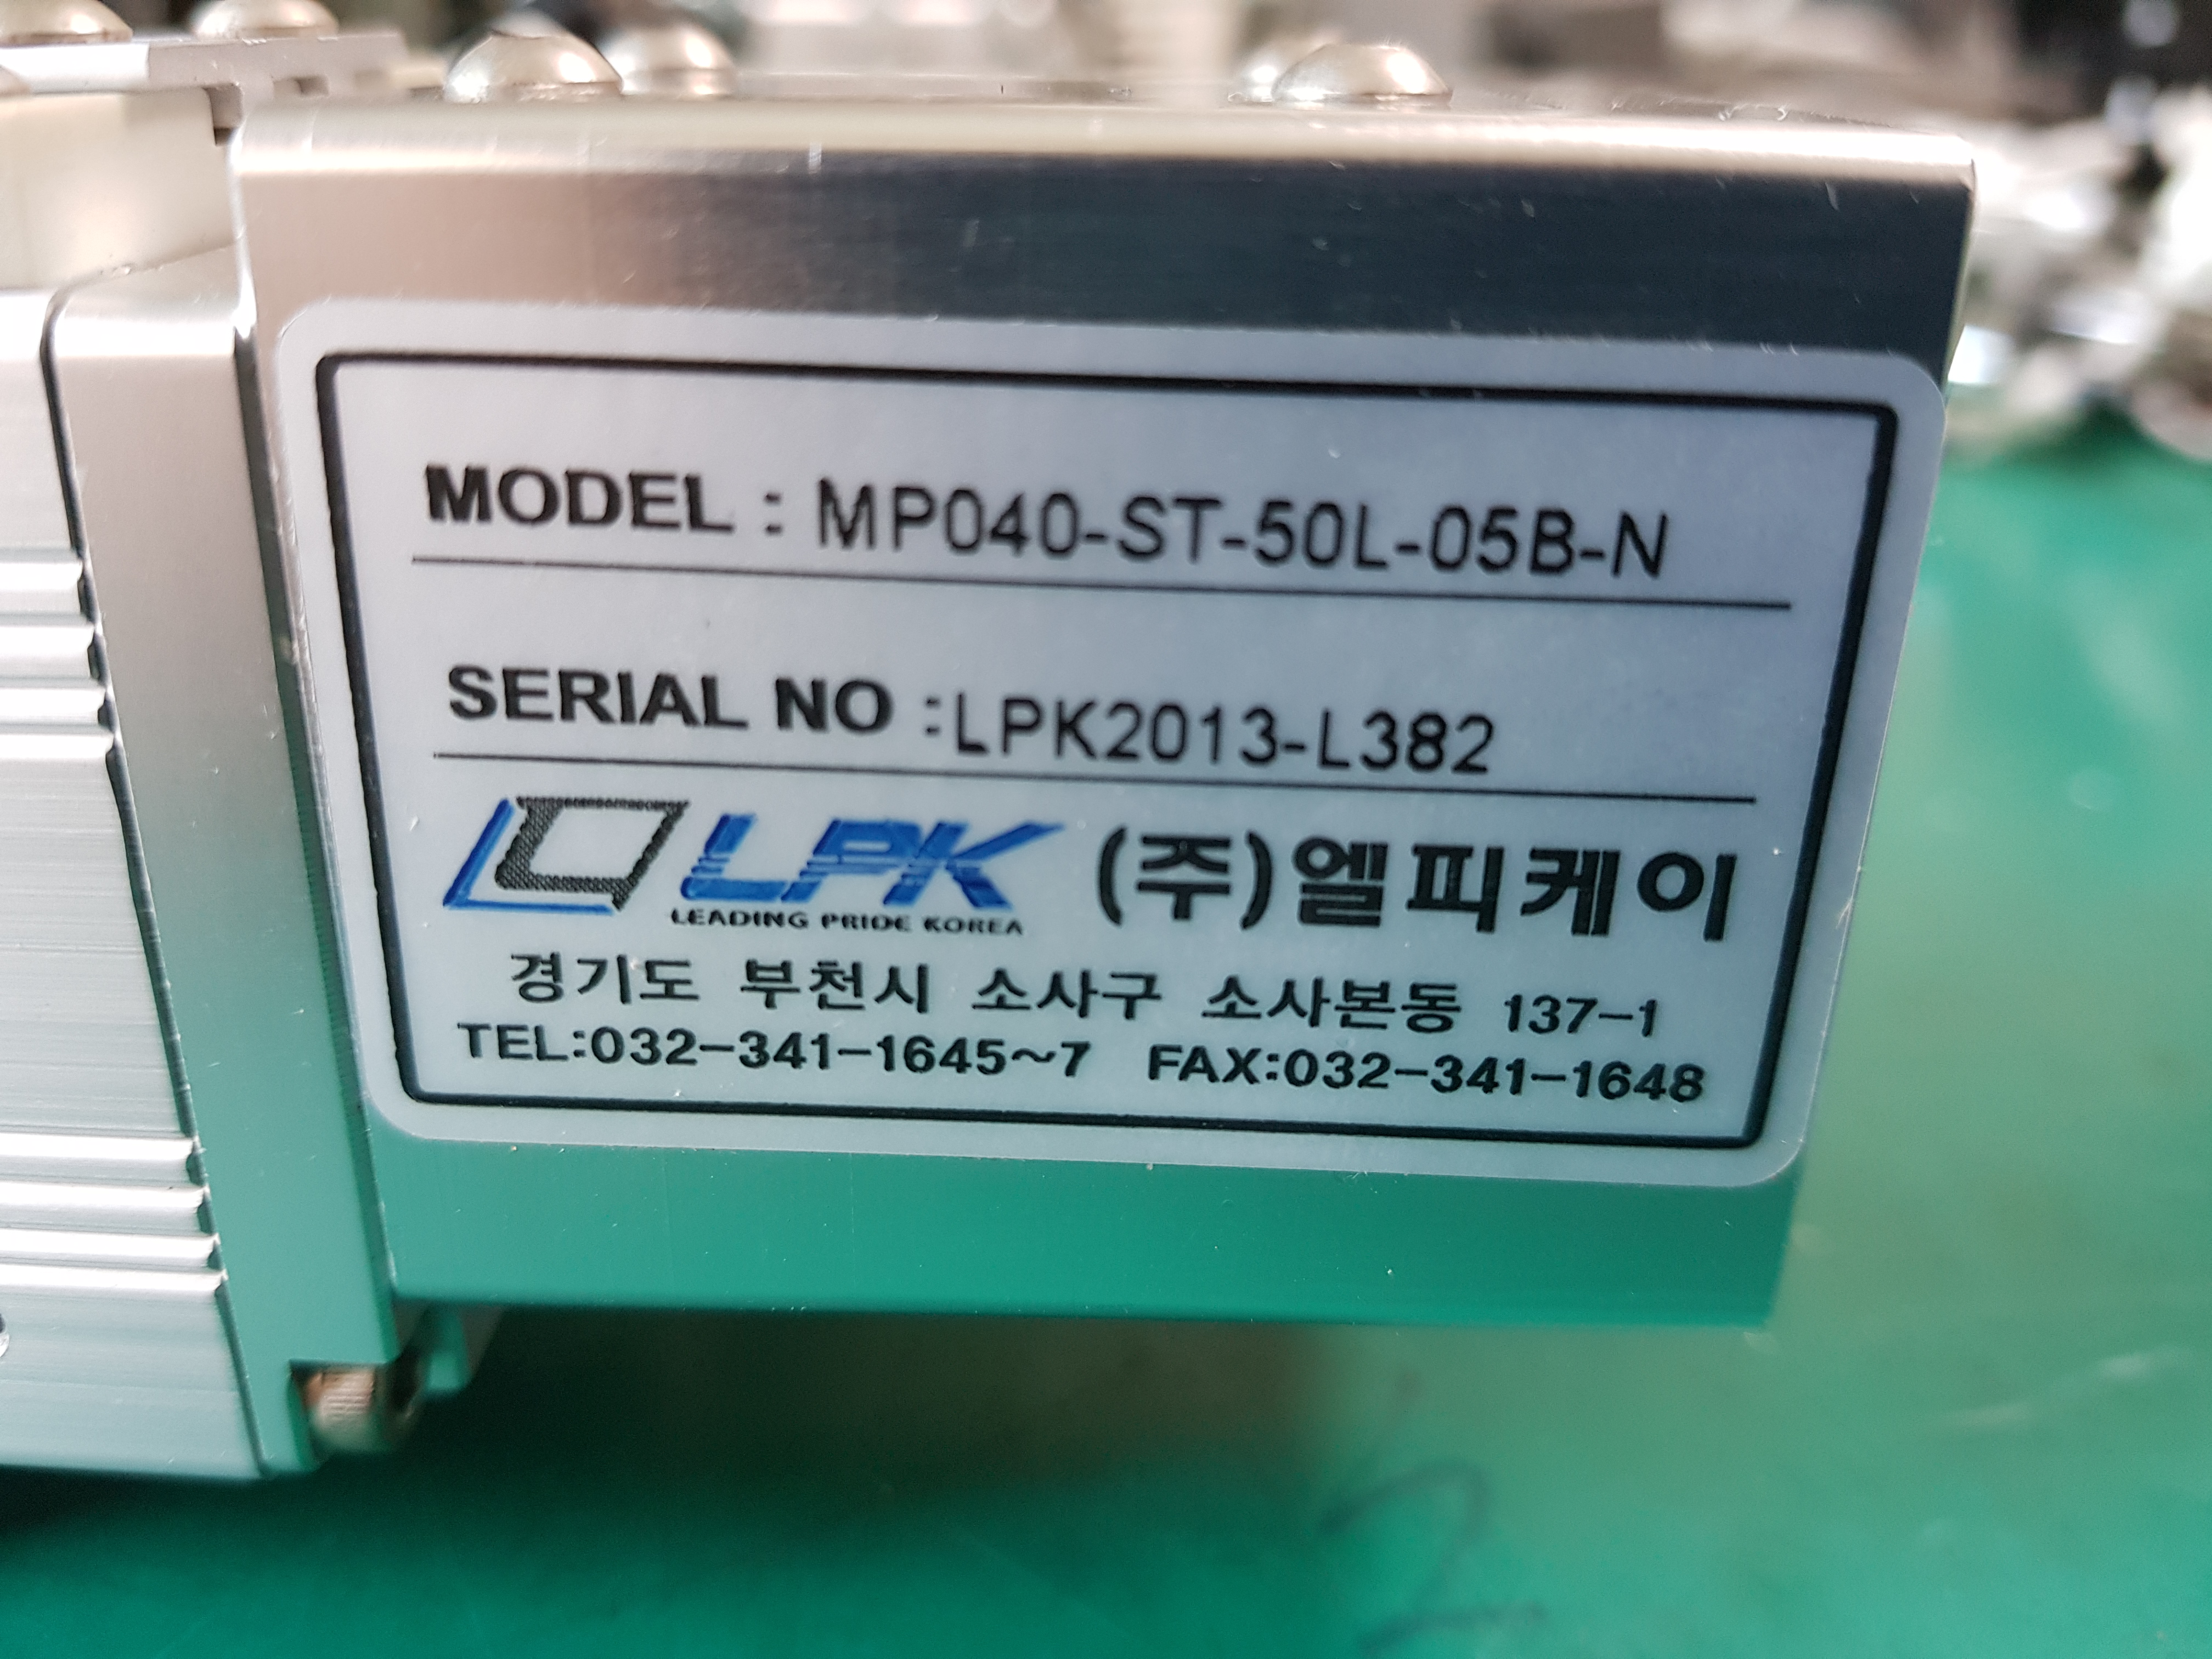 MODEL : MP040-ST-50L-05B-N
SERIAL NO :LPK2013-L382
LPK (주)엘피케이
LEADING PRIDE KOREA
경기도 부천시 소사구 소사본동 137-1
TEL:032-341-1645~7 FAX:032-341-1648